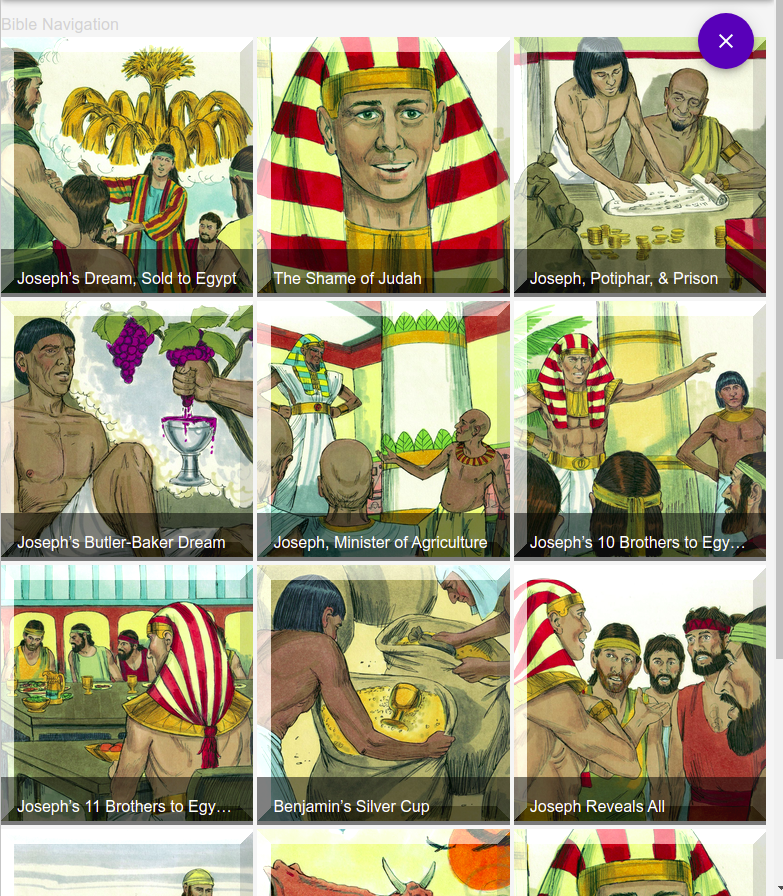 Bible Navigation
Joseph’s Dream, Sold to Egypt
The Shame of Judah
Joseph, Potiphar, & Prison
Joseph’s Butler-Baker Dream
Joseph, Minister of Agriculture
Joseph’s 10 Brothers to Egy…
Joseph’s 11 Brothers to Egy…
Benjamin’s Silver Cup
Joseph Reveals All